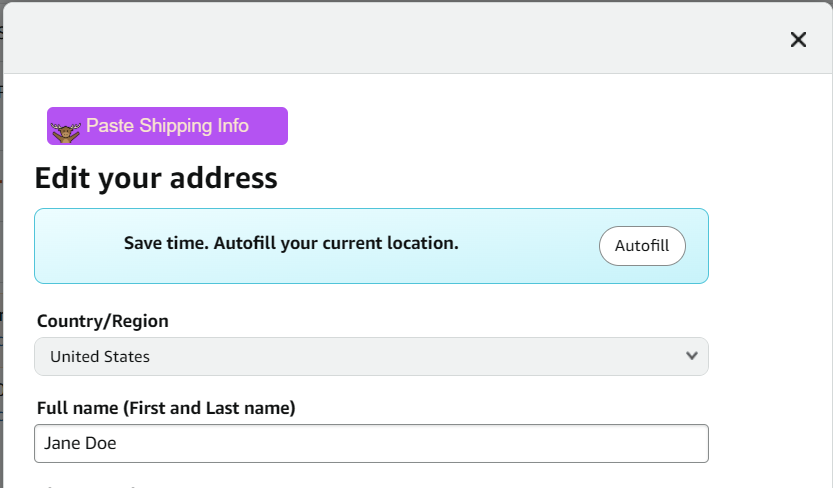 Paste Shipping Info
Edit your address
Save time. Autofill your current location.
Autofill
Country/Region
United States
Full name (First and Last name)
Jane Doe